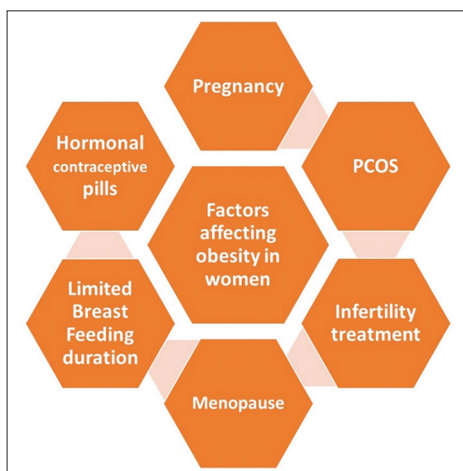 Pregnancy
PCOS
Infertility
treatment
Menopause
Limited
Breast
Feeding
duration
Hormonal
contraceptive
pills
Factors
affecting
obesity in
women